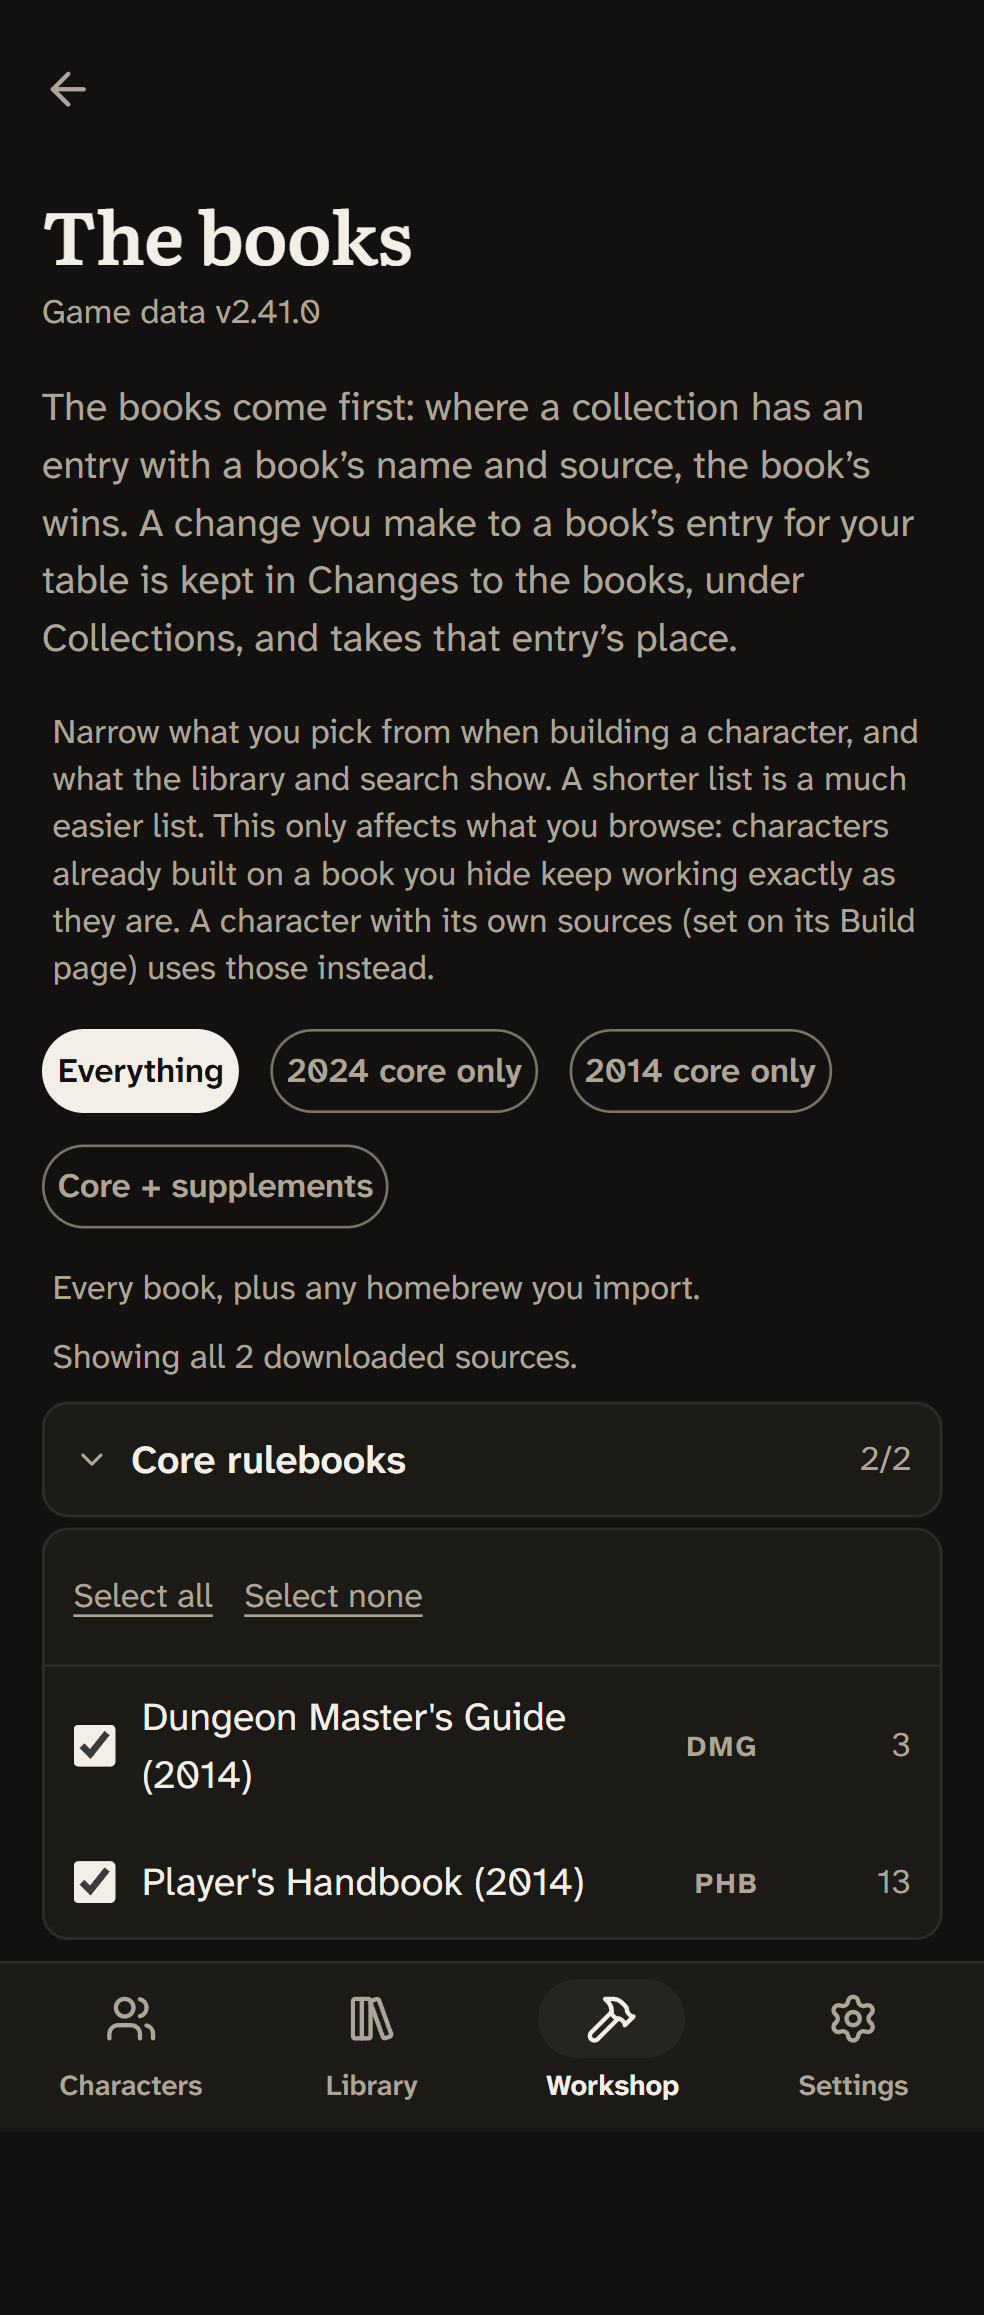 The books
Game data v2.41.0
The books come first: where a collection has an
entry with a book’s name and source, the book’s
wins. A change you make to a book’s entry for your
table is kept in Changes to the books, under
Collections, and takes that entry’s place.
Narrow what you pick from when building a character, and
what the library and search show. A shorter list is a much
easier list. This only affects what you browse: characters
already built on a book you hide keep working exactly as
they are. A character with its own sources (set on its Build
page) uses those instead.
Everything 2024 core only 2014 core only
Core + supplements
Every book, plus any homebrew you import.
Showing all 2 downloaded sources.
Core rulebooks 2/2
Select all Select none
Dungeon Master's Guide
(2014) DMG 3
Player's Handbook (2014) PHB 13
Characters Library Workshop Settings